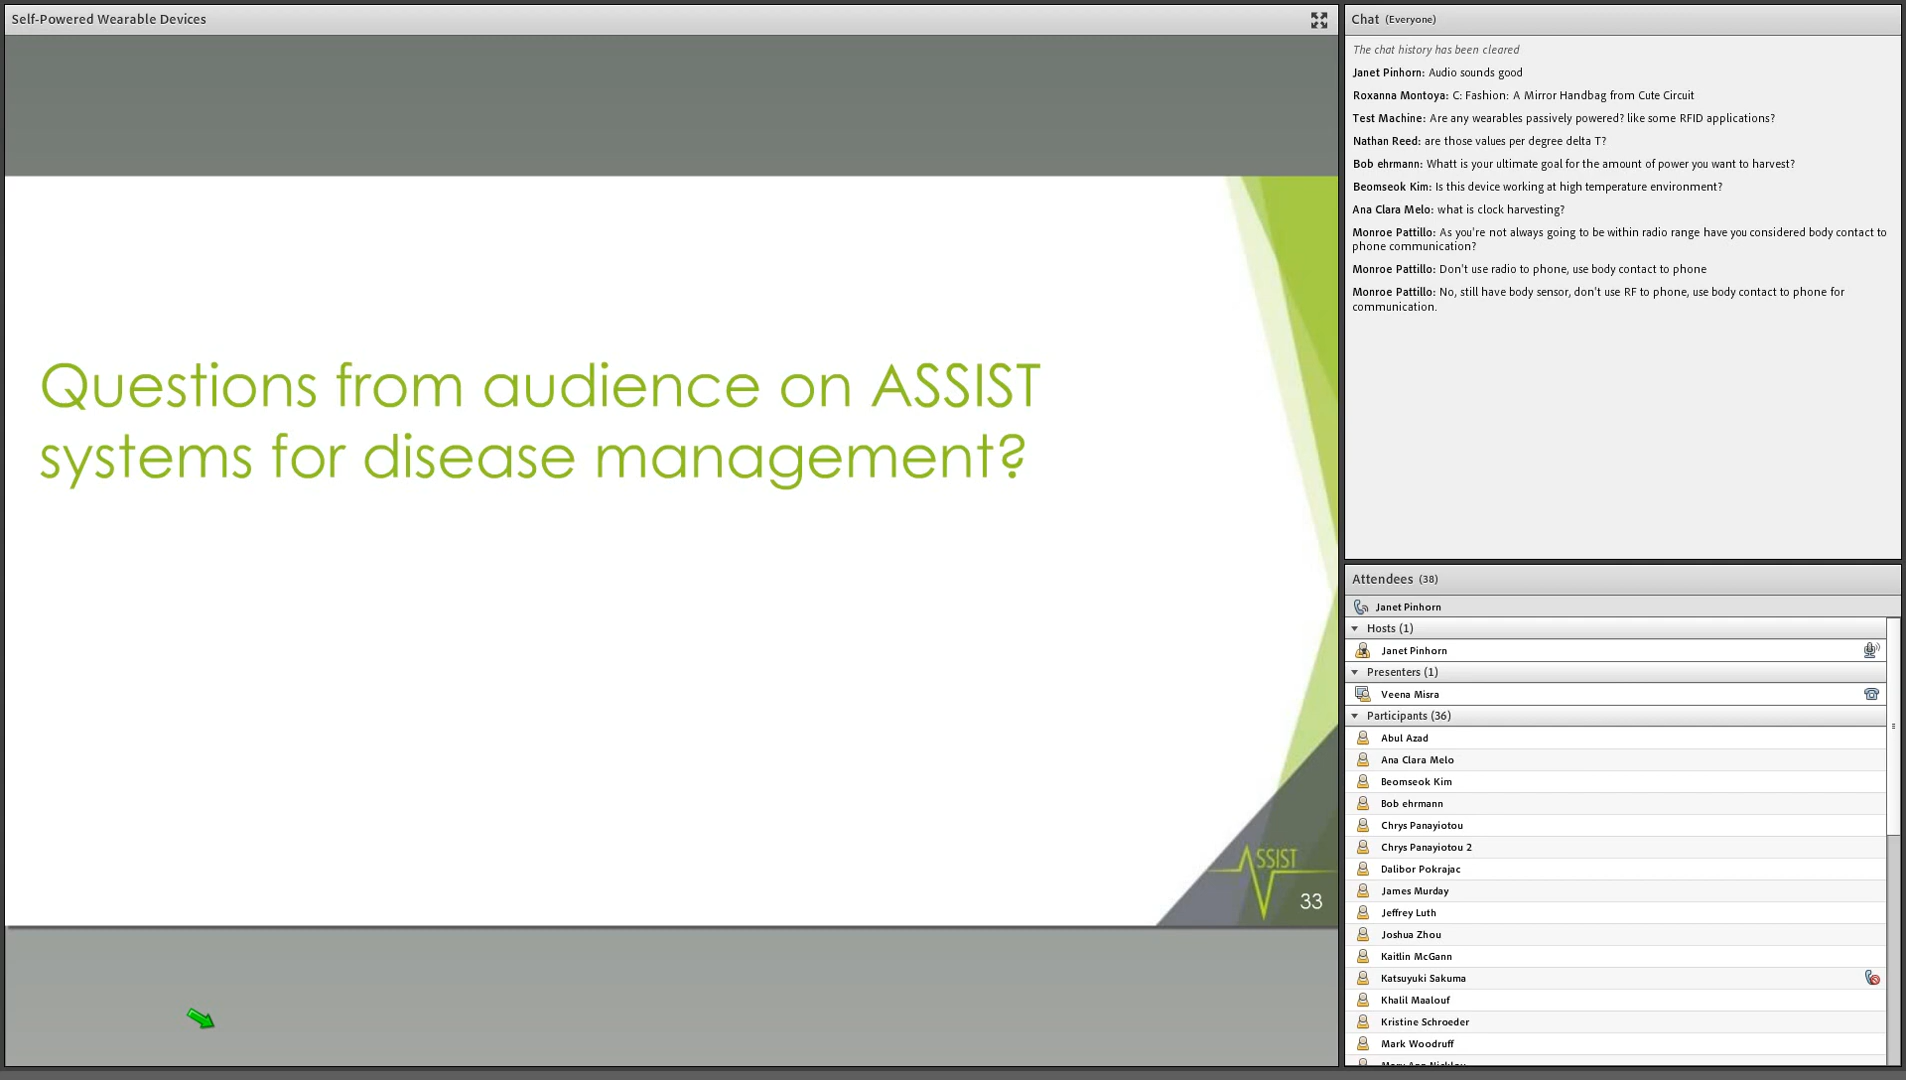 Self-Powered Wearable Devices
Questions from audience on ASSIST
systems for disease management?
ASSIST
33
Chat (Everyone)
The chat history has been cleared
Janet Pinhorn: Audio sounds good
Roxanna Montoya: C: Fashion: A Mirror Handbag from Cute Circuit
Test Machine: Are any wearables passively powered? like some RFID applications?
Nathan Reed: are those values per degree delta T?
Bob ehrmann: Whatt is your ultimate goal for the amount of power you want to harvest?
Beomseok Kim: Is this device working at high temperature environment?
Ana Clara Melo: what is clock harvesting?
Monroe Pattillo: As you're not always going to be within radio range have you considered body contact to
phone communication?
Monroe Pattillo: Don't use radio to phone, use body contact to phone
Monroe Pattillo: No, still have body sensor, don't use RF to phone, use body contact to phone for
communication.
Attendees (38)
Janet Pinhorn
Hosts (1)
Janet Pinhorn
Presenters (1)
Veena Misra
Participants (36)
Abul Azad
Ana Clara Melo
Beomseok Kim
Bob ehrmann
Chrys Panayiotou
Chrys Panayiotou 2
Dalibor Pokrajac
James Murday
Jeffrey Luth
Joshua Zhou
Kaitlin McGann
Katsuyuki Sakuma
Khalil Maalouf
Kristine Schroeder
Mark Woodruff